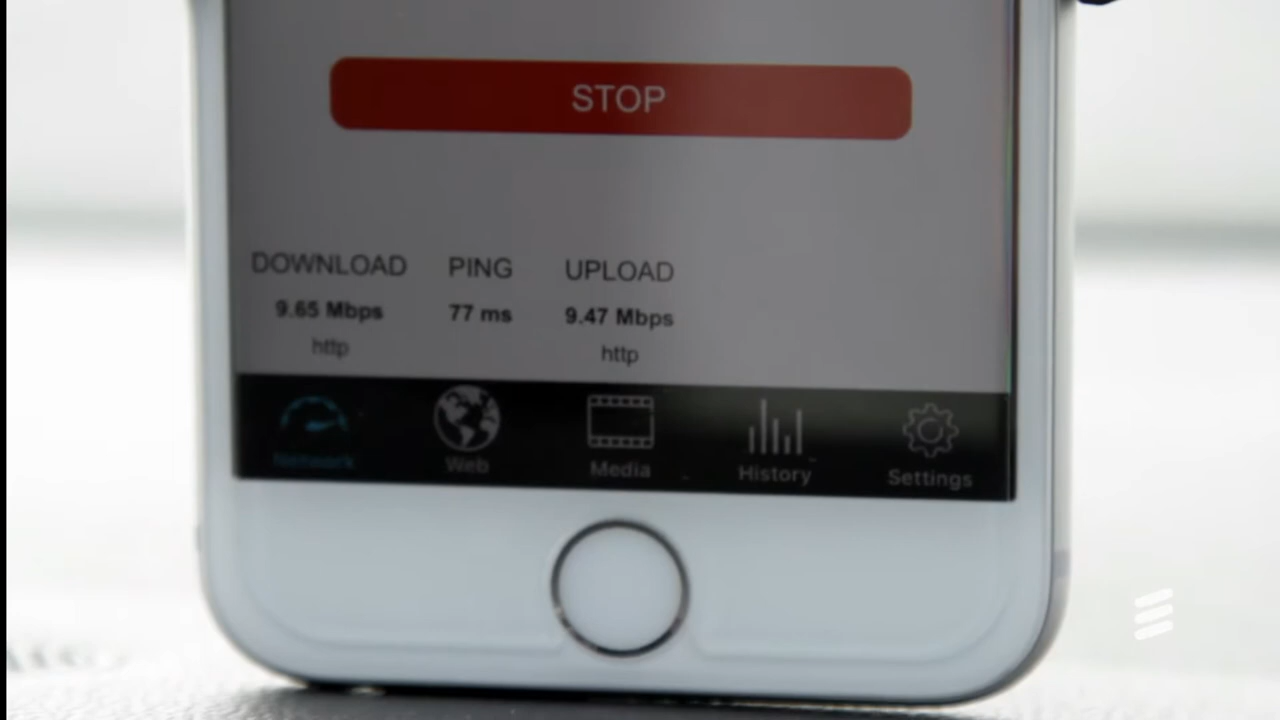 STOP
DOWNLOAD PING UPLOAD
9.65 Mbps 77 ms 9.47 Mbps
http http
Network Web Media History Settings